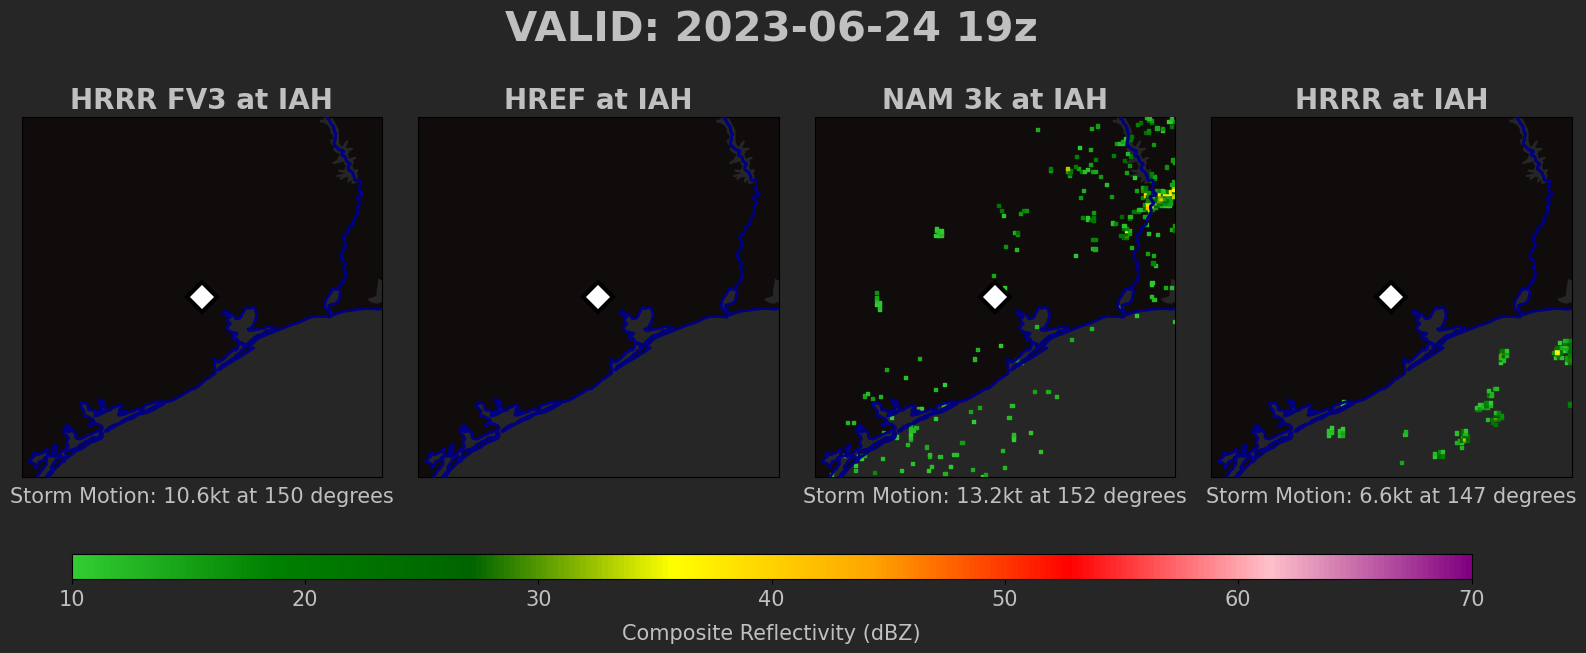 VALID: 2023-06-24 19z
HRRR FV3 at IAH
HREF at IAH
NAM 3k at IAH
HRRR at IAH
Storm Motion: 10.6kt at 150 degrees
Storm Motion: 13.2kt at 152 degrees
Storm Motion: 6.6kt at 147 degrees
10 20 30 40 50 60 70
Composite Reflectivity (dBZ)